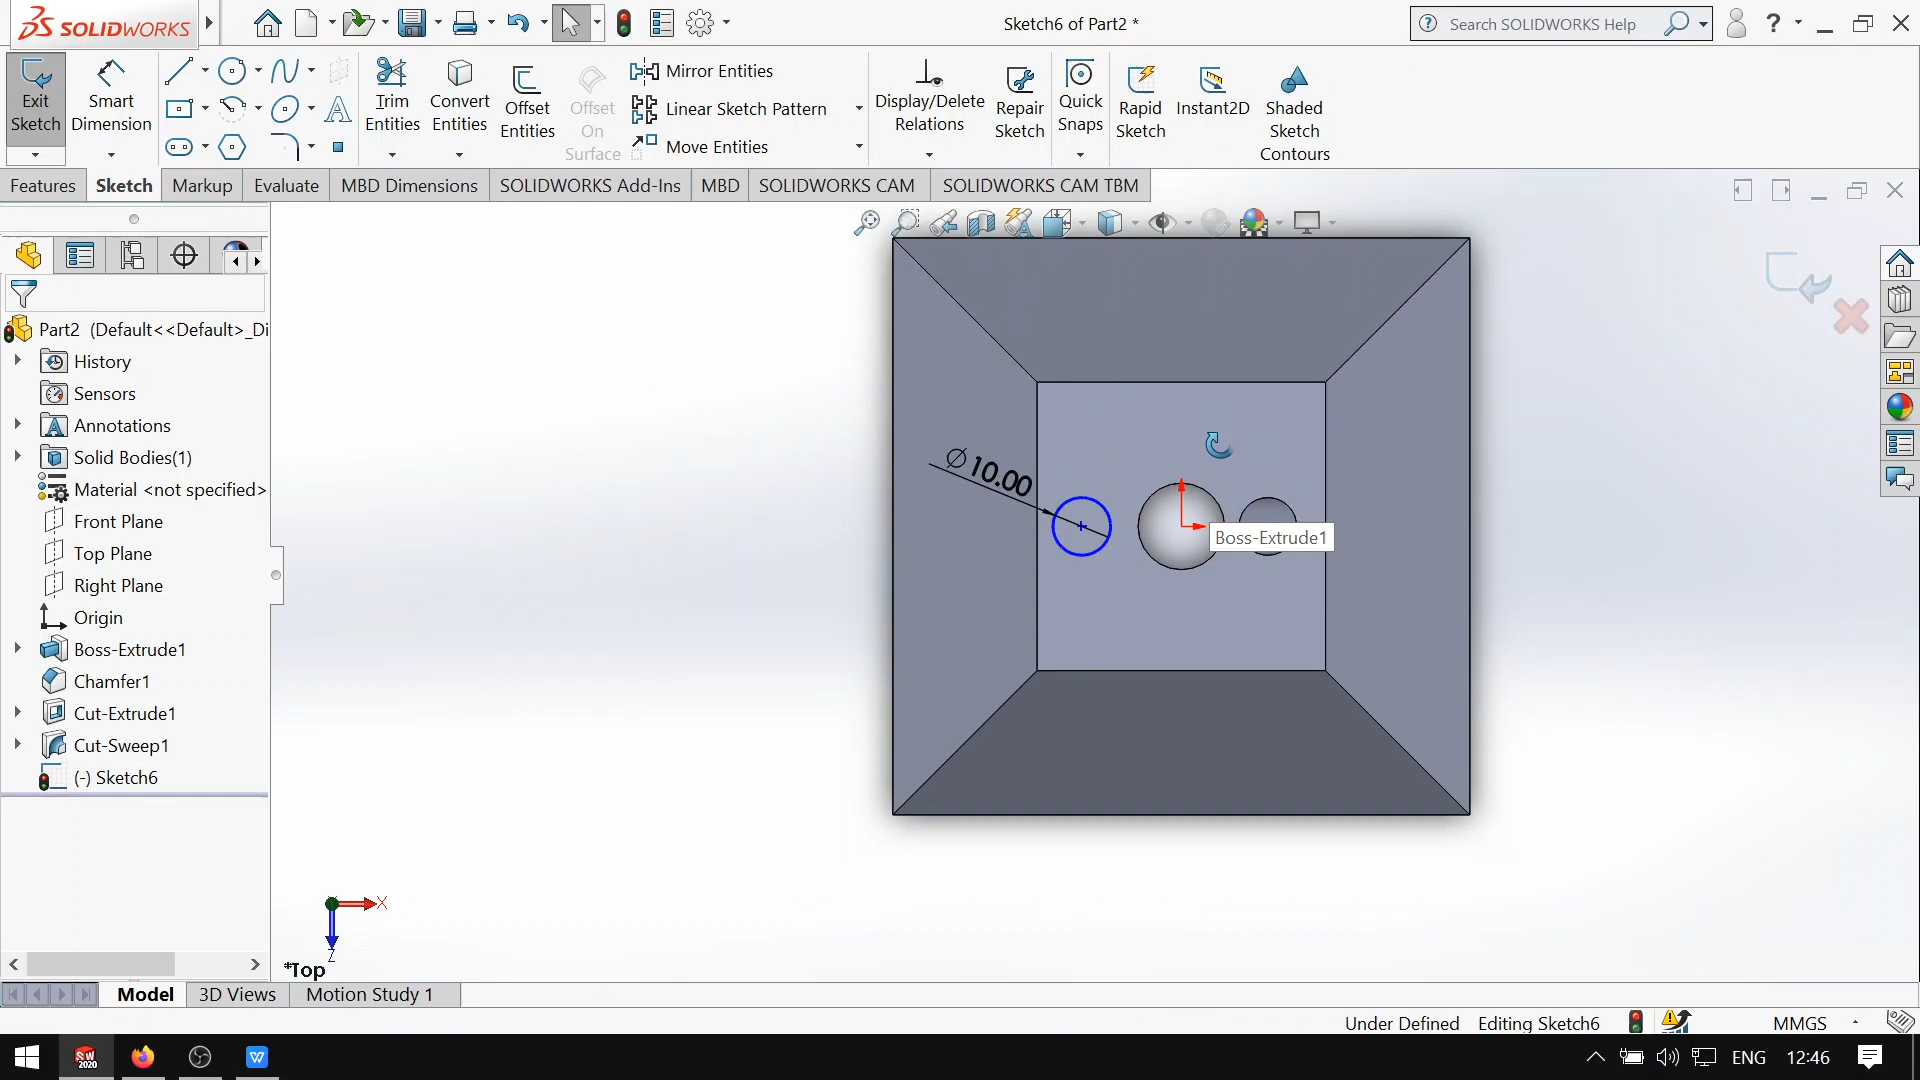 SOLIDWORKS
Sketch6 of Part2 *
Search SOLIDWORKS Help
Exit Sketch
Smart Dimension
Trim Entities
Convert Entities
Offset Entities
Offset On Surface
Mirror Entities
Linear Sketch Pattern
Move Entities
Display/Delete Relations
Repair Sketch
Quick Snaps
Rapid Sketch
Instant2D
Shaded Sketch Contours
Features
Sketch
Markup
Evaluate
MBD Dimensions
SOLIDWORKS Add-Ins
MBD
SOLIDWORKS CAM
SOLIDWORKS CAM TBM
Part2 (Default<<Default>_Di
History
Sensors
Annotations
Solid Bodies(1)
Material <not specified>
Front Plane
Top Plane
Right Plane
Origin
Boss-Extrude1
Chamfer1
Cut-Extrude1
Cut-Sweep1
(-) Sketch6
∅ 10.00
Boss-Extrude1
X
Z
*Top
Model
3D Views
Motion Study 1
Under Defined
Editing Sketch6
MMGS
SW 2020
W
ENG
12:46